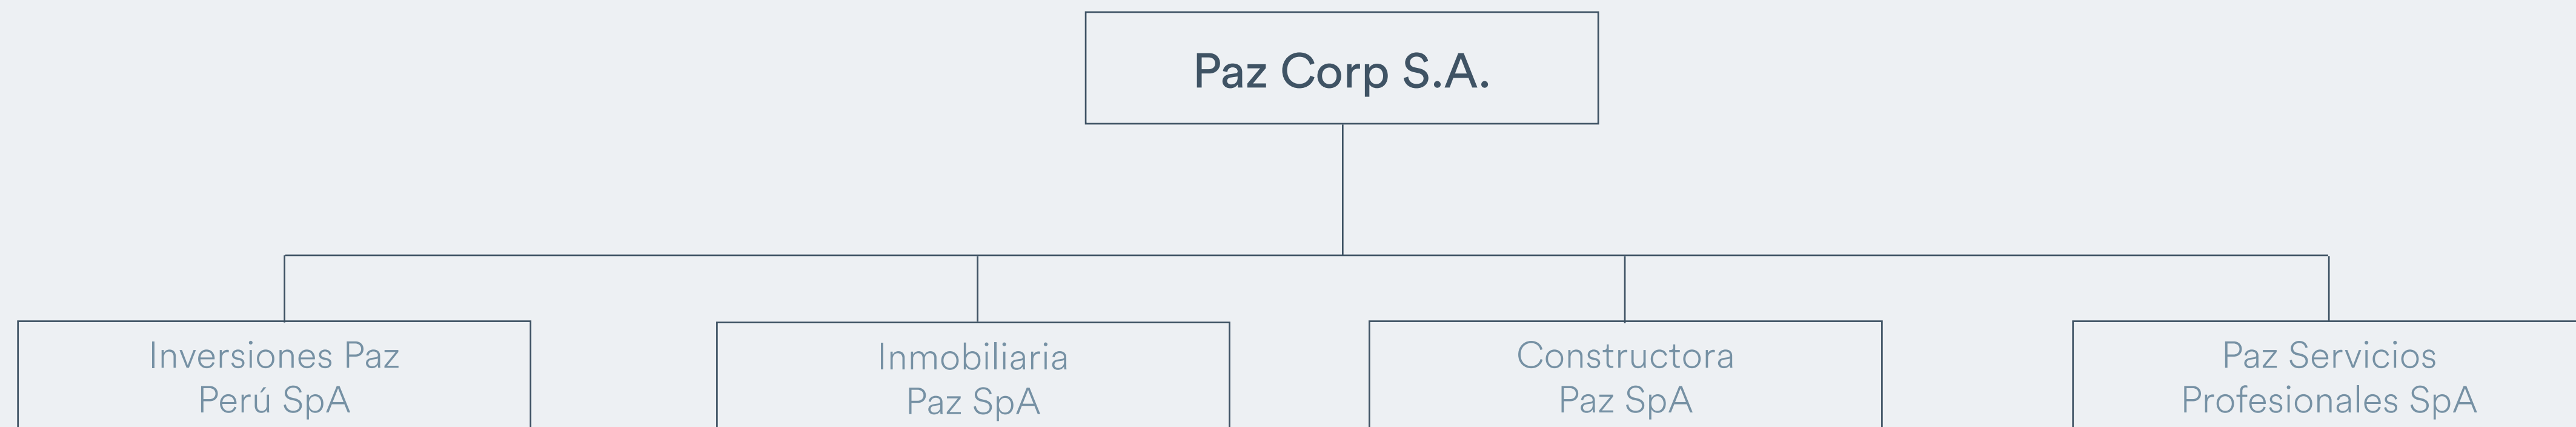 Paz Corp S.A.
Inversiones Paz
Perú SpA
Inmobiliaria
Paz SpA
Constructora
Paz SpA
Paz Servicios
Profesionales SpA